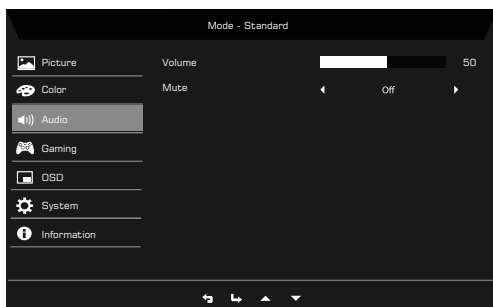 Mode - Standard
Picture
Color
Audio
Gaming
OSD
System
Information
Volume 50
Mute Off